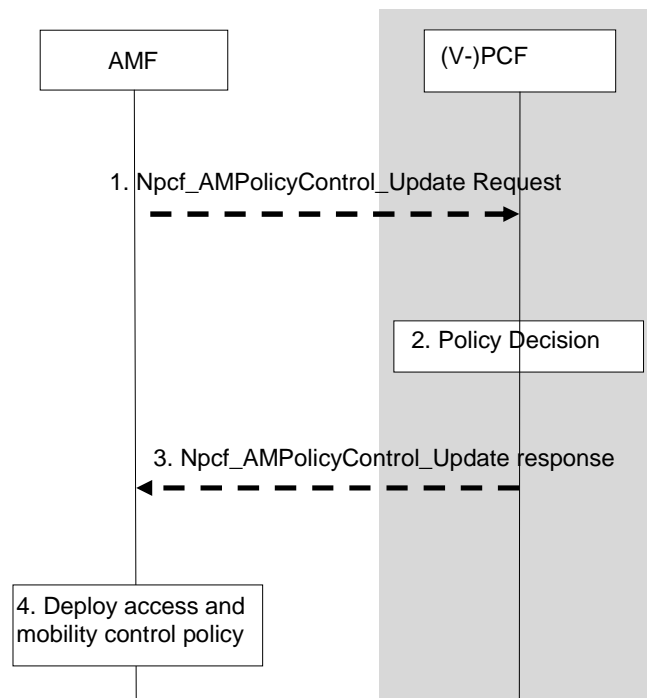 AMF
(V-)PCF
1. Npcf_AMPolicyControl_Update Request
2. Policy Decision
3. Npcf_AMPolicyControl_Update response
4. Deploy access and
mobility control policy